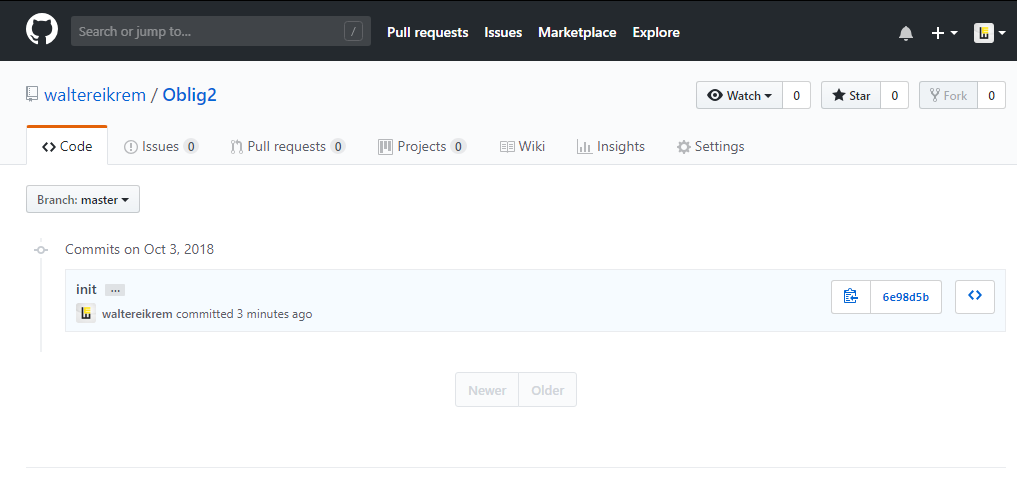 Search or jump to... / Pull requests Issues Marketplace Explore
waltereikrem / Oblig2 Watch 0 Star 0 Fork 0
Code Issues 0 Pull requests 0 Projects 0 Wiki Insights Settings
Branch: master
Commits on Oct 3, 2018
init ...
6e98d5b
waltereikrem committed 3 minutes ago
Newer Older